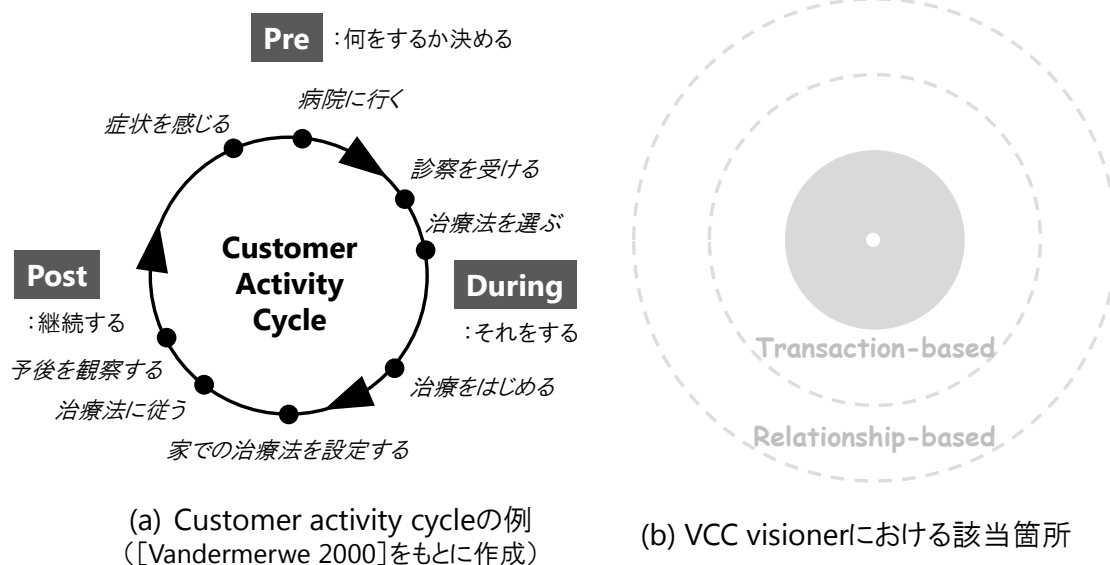 Pre :何をするか決める
病院に行く
症状を感じる
診察を受ける
治療法を選ぶ
Customer
Activity
Cycle
Post
:継続する
During
:それをする
予後を観察する
治療法に従う
治療をはじめる
家での治療法を設定する
(a) Customer activity cycleの例
([Vandermerwe 2000]をもとに作成)
Transaction-based
Relationship-based
(b) VCC visionerにおける該当箇所